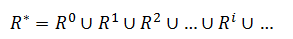 R* = R⁰ ∪ R¹ ∪ R² ∪ … ∪ Rⁱ ∪ …